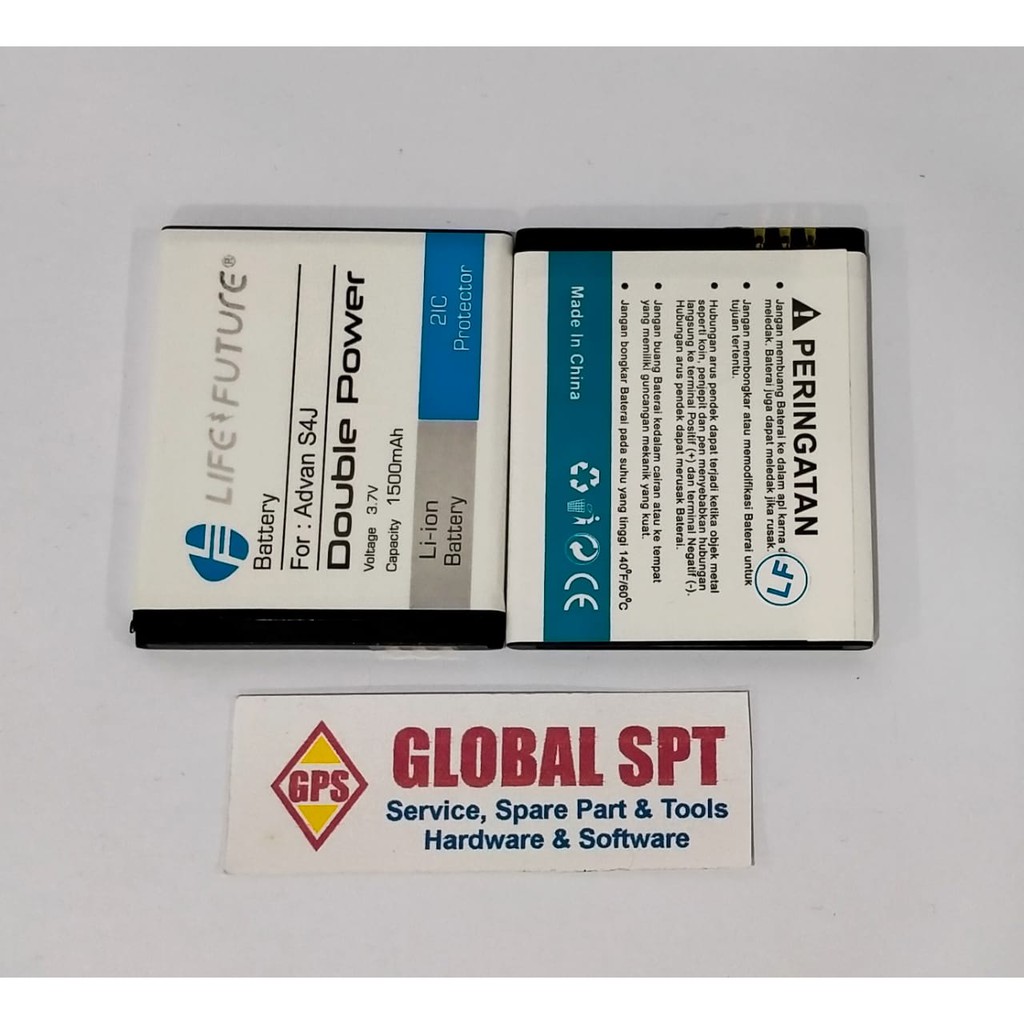 LIFE FUTURE®
Battery
For : Advan S4J
Double Power
Voltage 3.7V
Capacity 1500mAh
2IC
Protector
Li-ion
Battery
PERINGATAN
• Jangan membuang Baterai ke dalam api karna
meledak. Baterai juga dapat meledak jika rusak.
• Jangan membongkar atau memodifikasi Baterai untuk
tujuan tertentu.
• Hubungan arus pendek dapat terjadi ketika objek metal
seperti koin, penjepit dan pen menyebabkan hubungan
langsung ke terminal Positif (+) dan terminal Negatif (-).
Hubungan arus pendek dapat merusak Baterai.
• Jangan buang Baterai kedalam cairan atau ke tempat
yang memiliki guncangan mekanik yang kuat.
• Jangan bongkar Baterai pada suhu yang tinggi 140°F/60°C
LF
Made In China
CE
GPS
GLOBAL SPT
Service, Spare Part & Tools
Hardware & Software